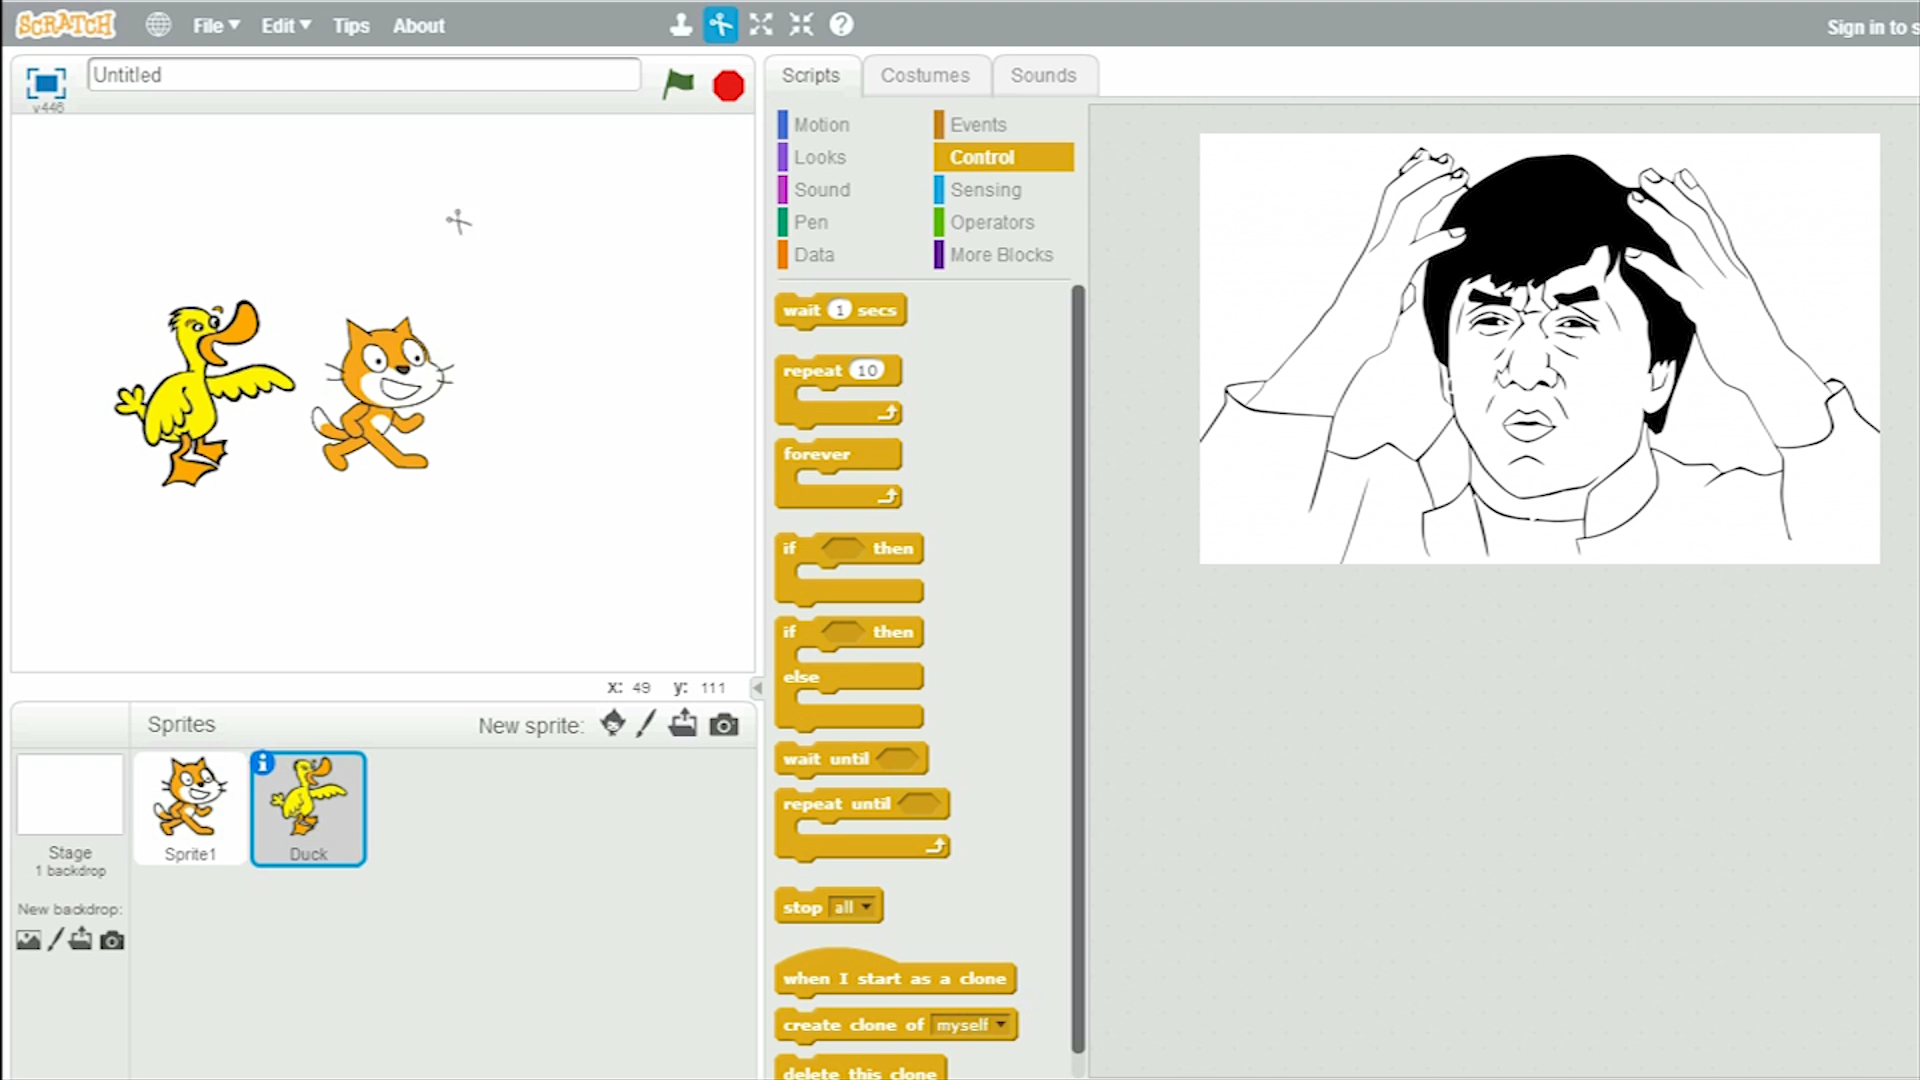 SCRATCH File Edit Tips About
Sign in to s
Untitled
v446
Scripts Costumes Sounds
Motion Events
Looks Control
Sound Sensing
Pen Operators
Data More Blocks
wait 1 secs
repeat 10
forever
if then
if then
else
wait until
repeat until
stop all
when I start as a clone
create clone of myself
delete this clone
x: 49 y: 111
Sprites New sprite:
Stage
1 backdrop
New backdrop:
Sprite1
Duck